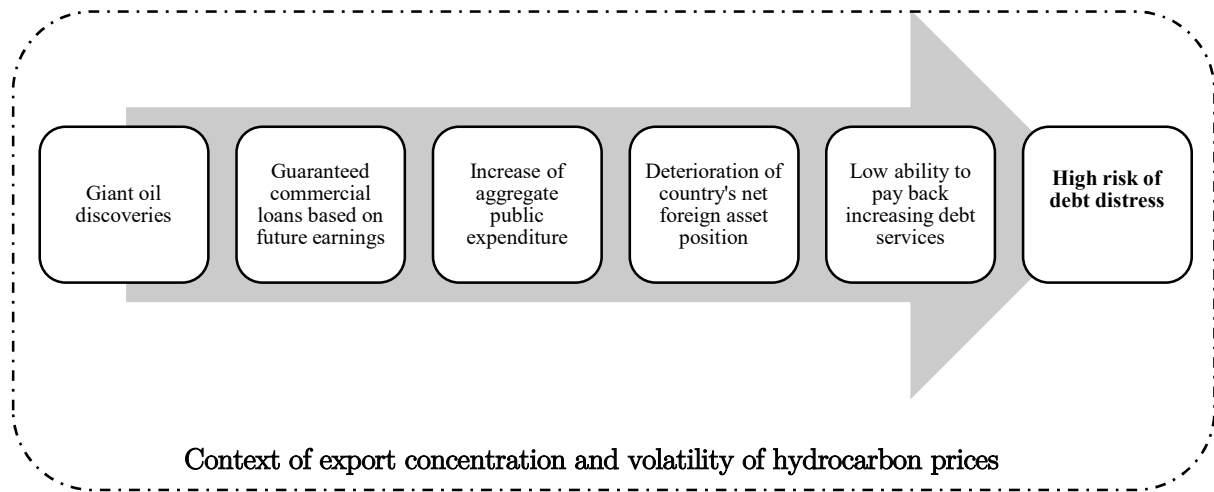 Giant oil
discoveries
Guaranteed
commercial
loans based on
future earnings
Increase of
aggregate
public
expenditure
Deterioration of
country's net
foreign asset
position
Low ability to
pay back
increasing debt
services
High risk of
debt distress
Context of export concentration and volatility of hydrocarbon prices